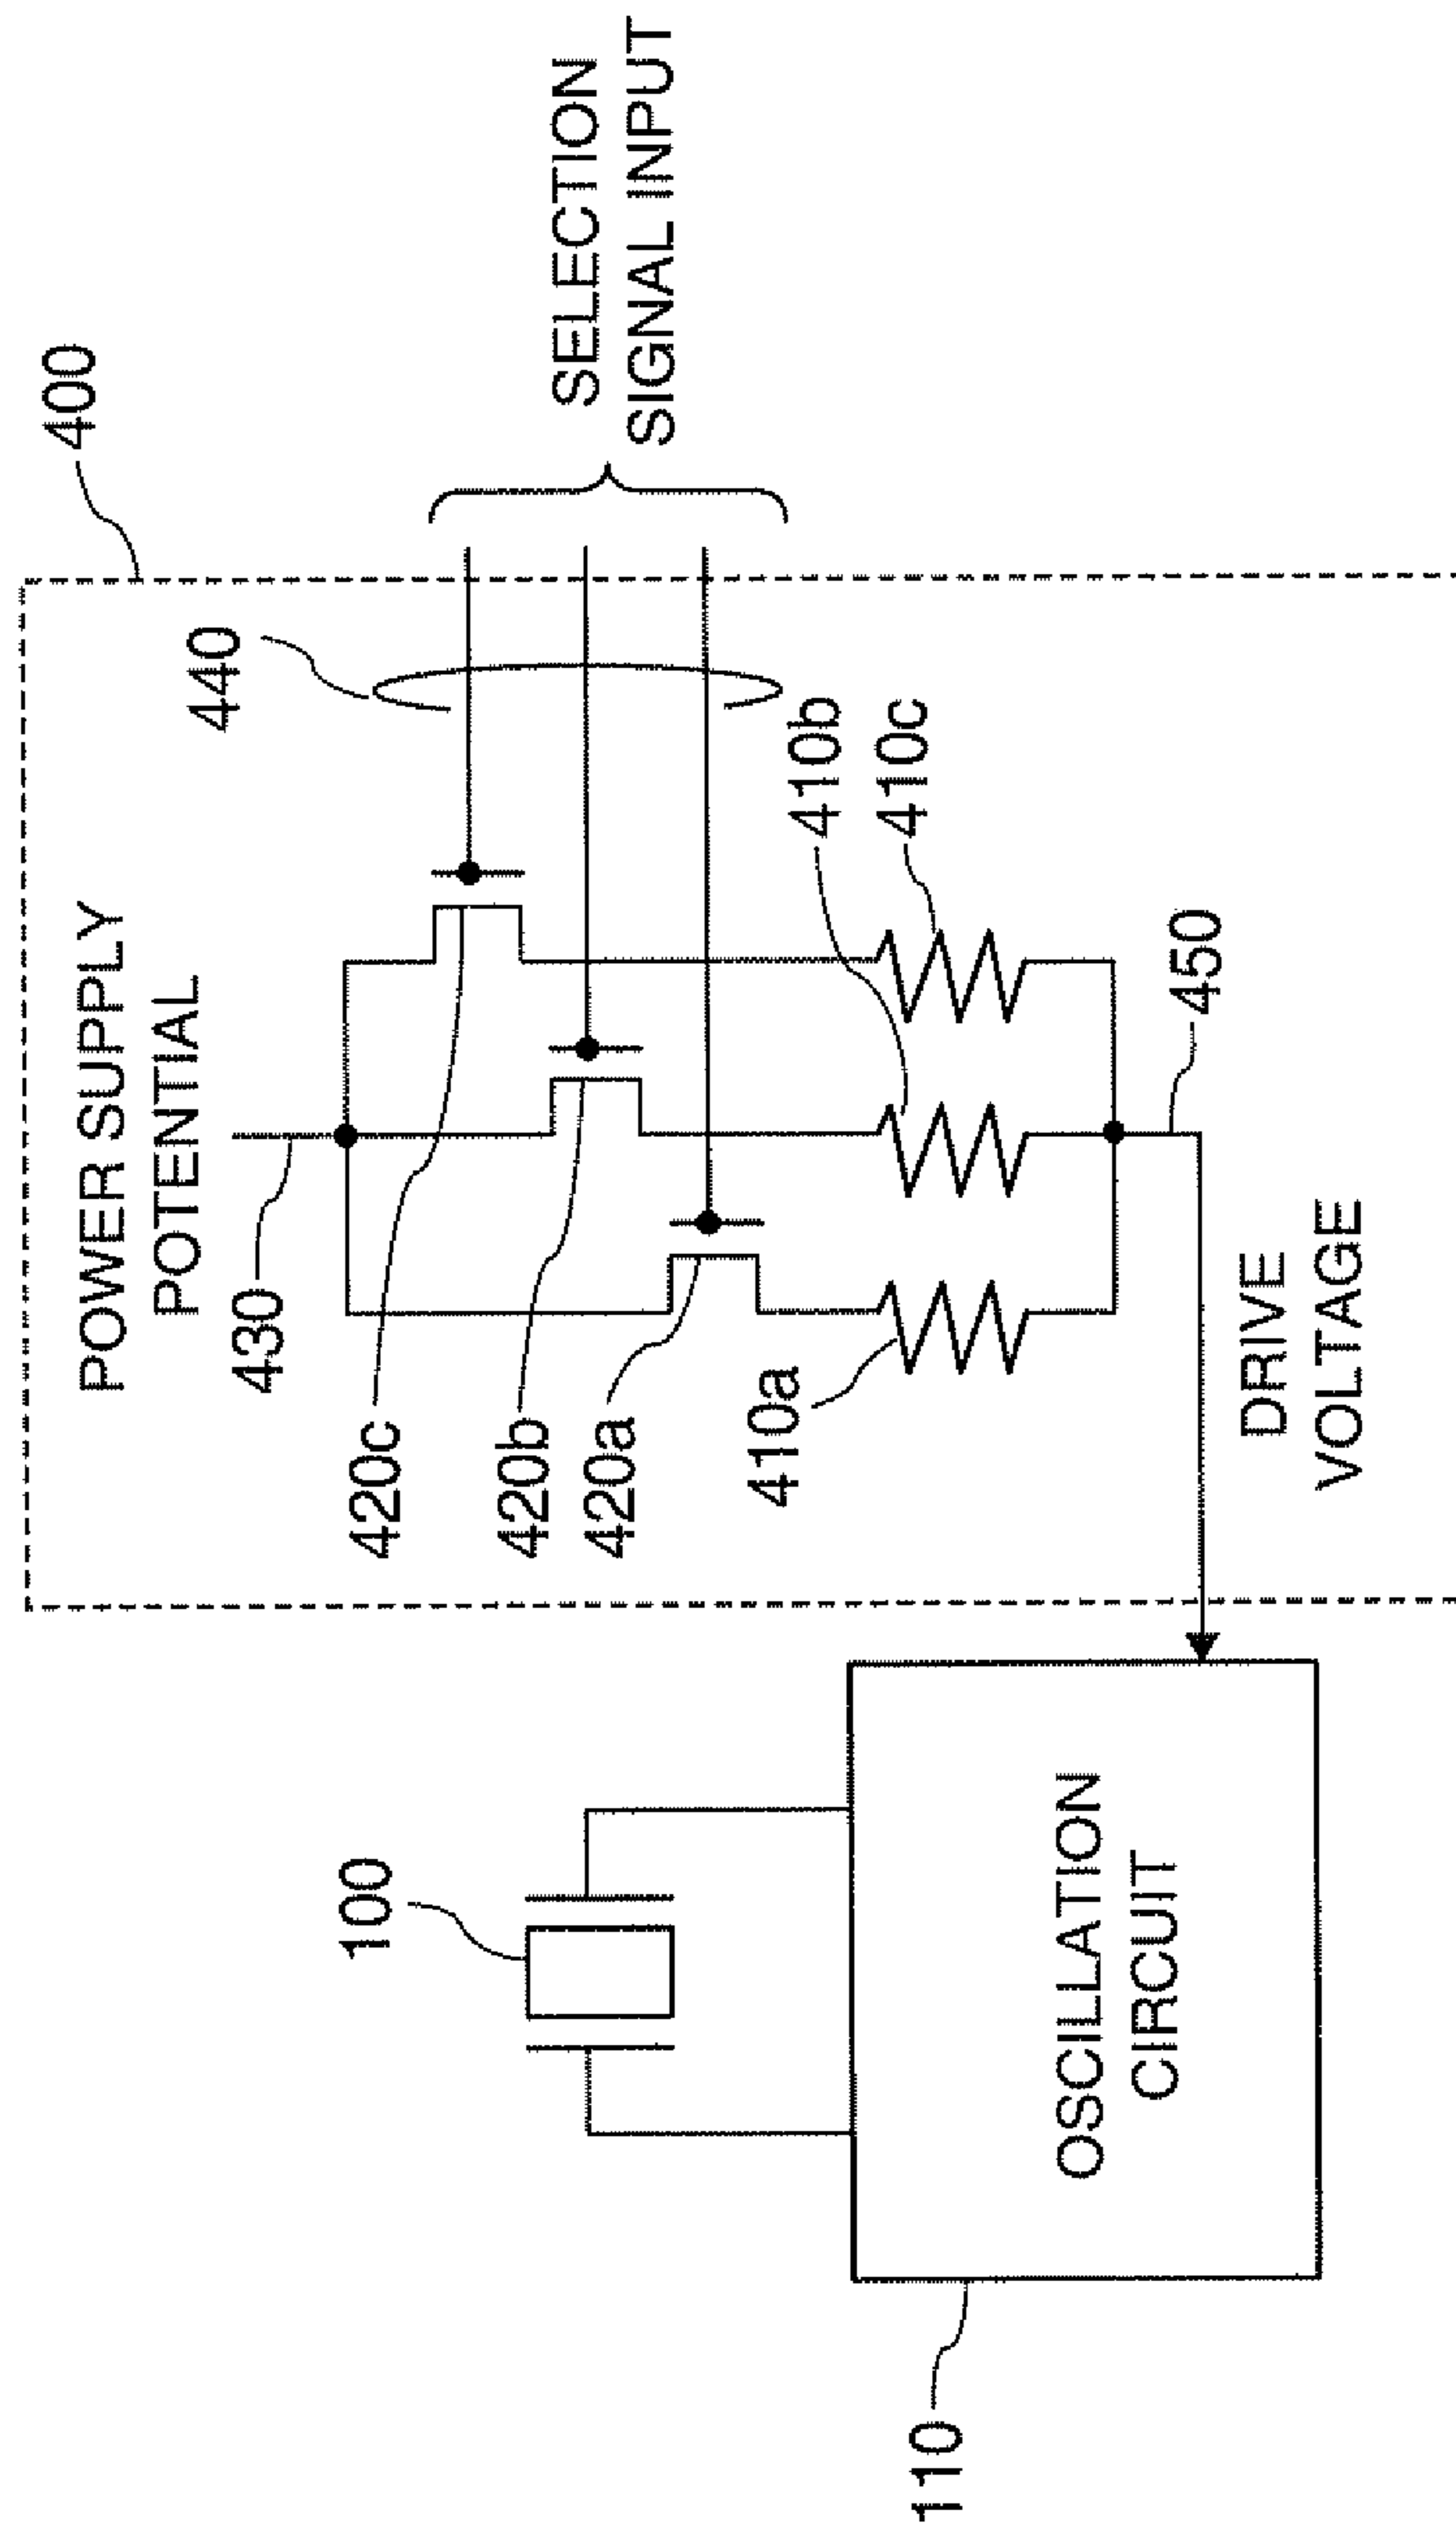 400
POWER SUPPLY
POTENTIAL
440
430
SELECTION
SIGNAL INPUT
420c
420b
420a
410b
410c
410a
450
DRIVE
VOLTAGE
100
OSCILLATION
CIRCUIT
110